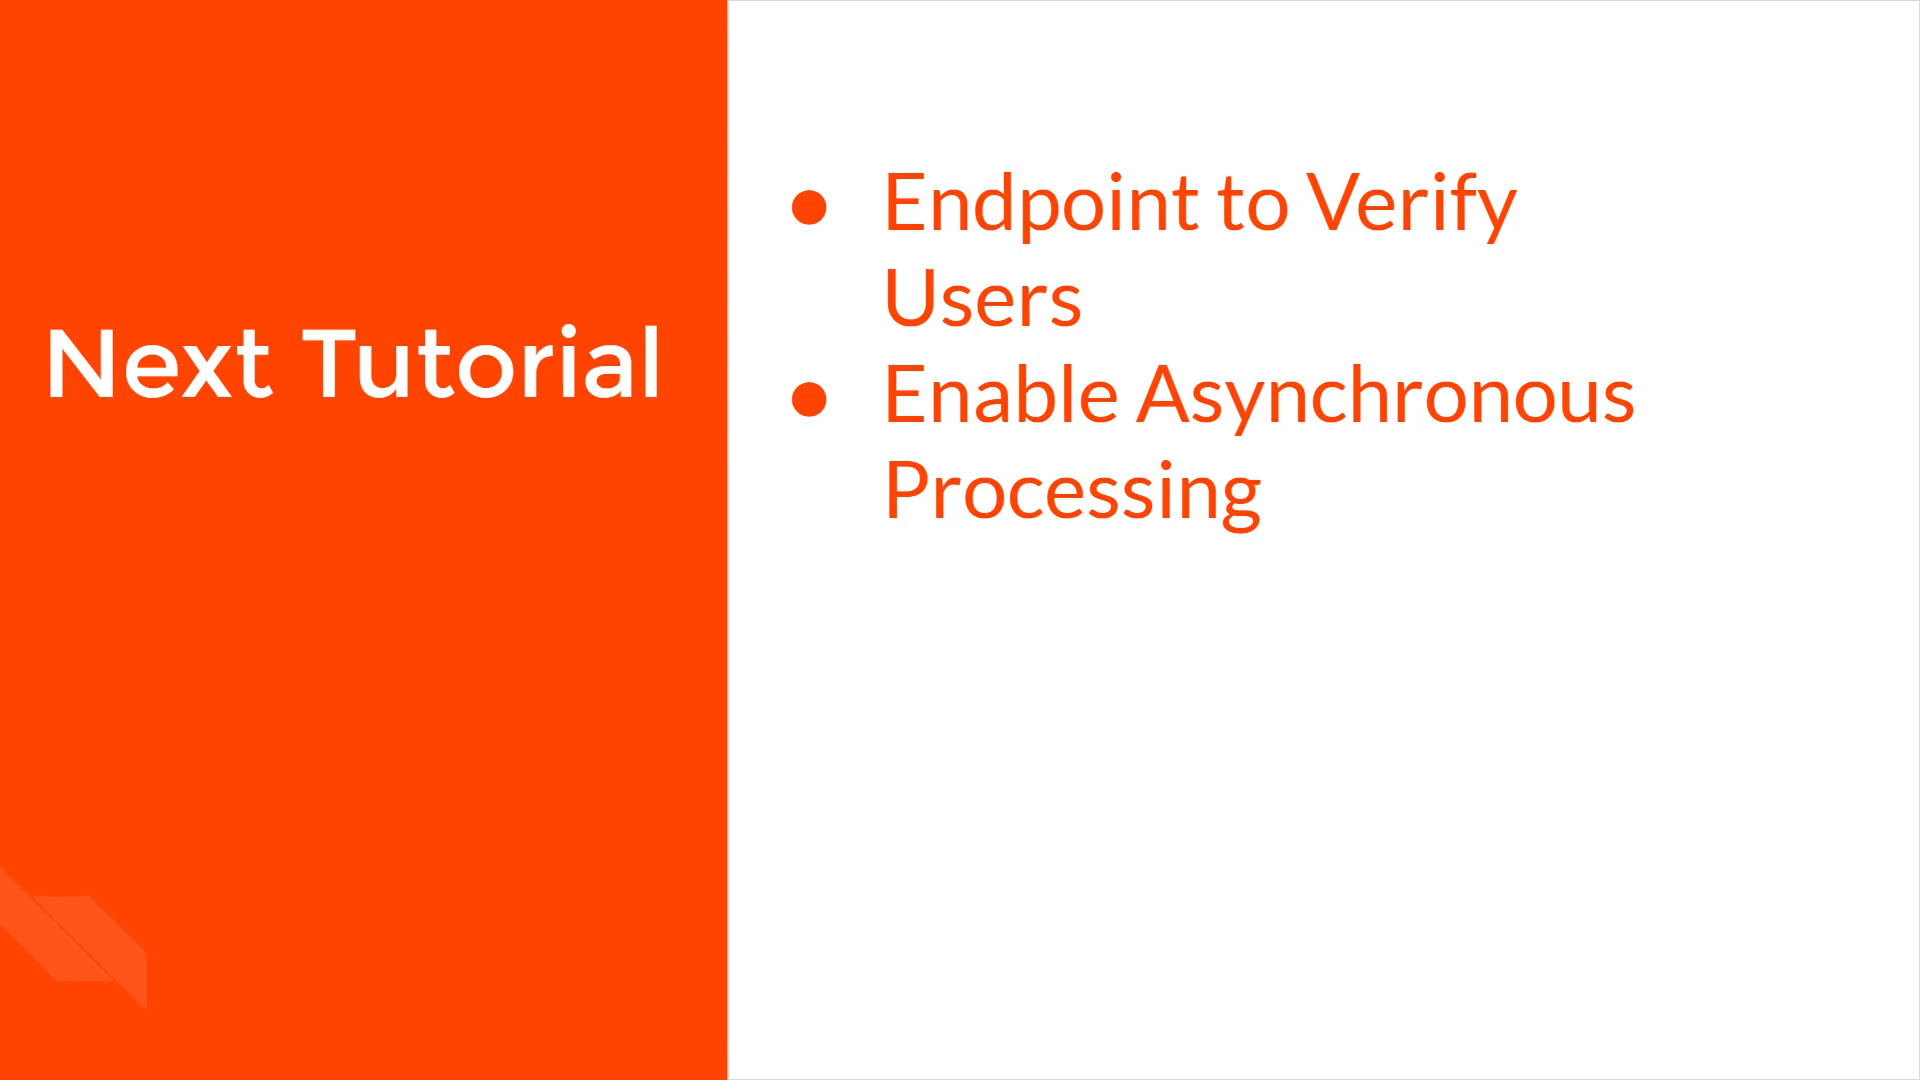 Next Tutorial
● Endpoint to Verify
Users
● Enable Asynchronous
Processing